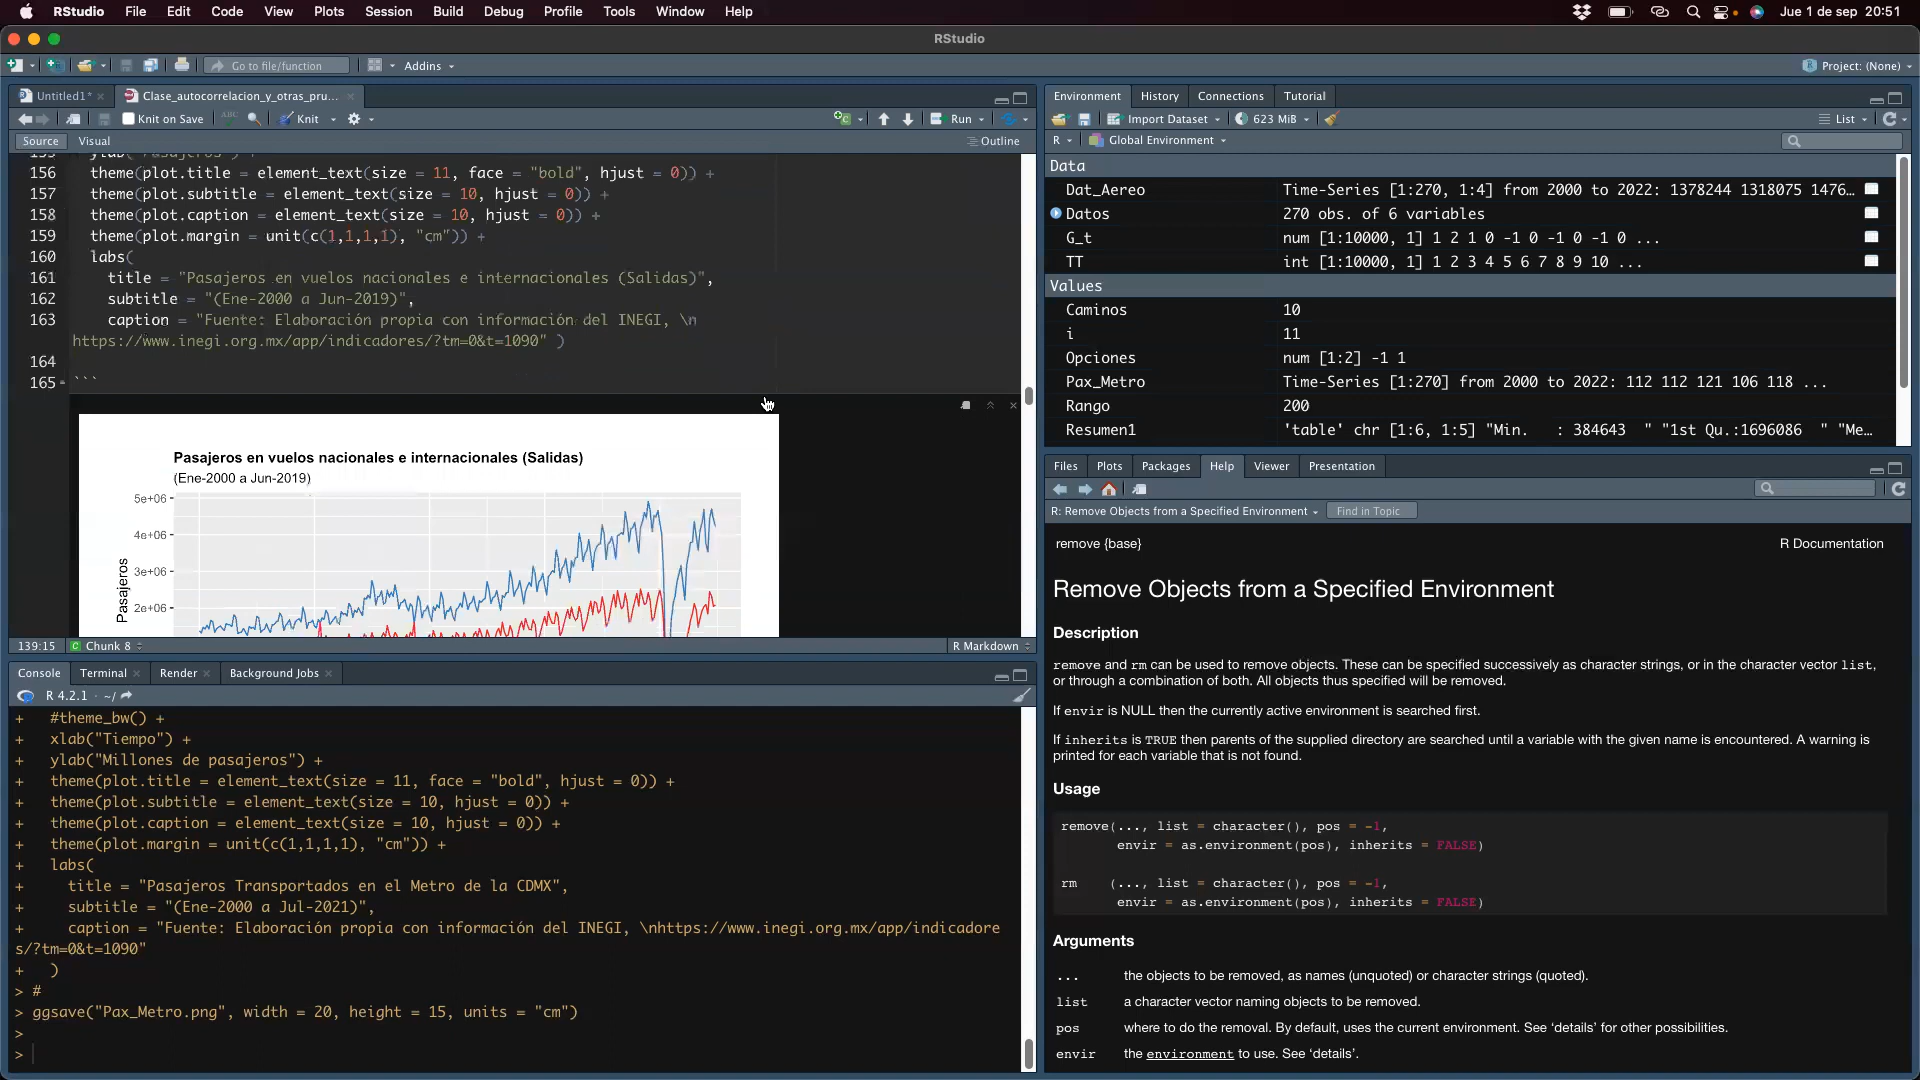 RStudio File Edit Code View Plots Session Build Debug Profile Tools Window Help Jue 1 de sep 20:51
RStudio
Go to file/function Addins Project: (None)
Untitled1* Clase_autocorrelacion_y_otras_pru...
Knit on Save ABC Knit Run
Source Visual Outline
155 ylab("Pasajeros") +
156 theme(plot.title = element_text(size = 11, face = "bold", hjust = 0)) +
157 theme(plot.subtitle = element_text(size = 10, hjust = 0)) +
158 theme(plot.caption = element_text(size = 10, hjust = 0)) +
159 theme(plot.margin = unit(c(1,1,1,1), "cm")) +
160 labs(
161 title = "Pasajeros en vuelos nacionales e internacionales (Salidas)",
162 subtitle = "(Ene-2000 a Jun-2019)",
163 caption = "Fuente: Elaboración propia con información del INEGI, \n
https://www.inegi.org.mx/app/indicadores/?tm=0&t=1090" )
164
165 ```
Pasajeros en vuelos nacionales e internacionales (Salidas)
(Ene-2000 a Jun-2019)
5e+06
4e+06
3e+06
2e+06
Pasajeros
139:15 Chunk 8 R Markdown
Console Terminal Render Background Jobs
R 4.2.1 · ~/
+ #theme_bw() +
+ xlab("Tiempo") +
+ ylab("Millones de pasajeros") +
+ theme(plot.title = element_text(size = 11, face = "bold", hjust = 0)) +
+ theme(plot.subtitle = element_text(size = 10, hjust = 0)) +
+ theme(plot.caption = element_text(size = 10, hjust = 0)) +
+ theme(plot.margin = unit(c(1,1,1,1), "cm")) +
+ labs(
+ title = "Pasajeros Transportados en el Metro de la CDMX",
+ subtitle = "(Ene-2000 a Jul-2021)",
+ caption = "Fuente: Elaboración propia con información del INEGI, \nhttps://www.inegi.org.mx/app/indicadore
s/?tm=0&t=1090"
+ )
> #
> ggsave("Pax_Metro.png", width = 20, height = 15, units = "cm")
>
>
Environment History Connections Tutorial
Import Dataset 623 MiB List
R Global Environment
Data
Dat_Aereo Time-Series [1:270, 1:4] from 2000 to 2022: 1378244 1318075 1476…
Datos 270 obs. of 6 variables
G_t num [1:10000, 1] 1 2 1 0 -1 0 -1 0 -1 0 ...
TT int [1:10000, 1] 1 2 3 4 5 6 7 8 9 10 ...
Values
Caminos 10
i 11
Opciones num [1:2] -1 1
Pax_Metro Time-Series [1:270] from 2000 to 2022: 112 112 121 106 118 ...
Rango 200
Resumen1 'table' chr [1:6, 1:5] "Min. : 384643 " "1st Qu.:1696086 " "Me…
Files Plots Packages Help Viewer Presentation
R: Remove Objects from a Specified Environment Find in Topic
remove {base} R Documentation
Remove Objects from a Specified Environment
Description
remove and rm can be used to remove objects. These can be specified successively as character strings, or in the character vector list,
or through a combination of both. All objects thus specified will be removed.
If envir is NULL then the currently active environment is searched first.
If inherits is TRUE then parents of the supplied directory are searched until a variable with the given name is encountered. A warning is
printed for each variable that is not found.
Usage
remove(..., list = character(), pos = -1,
envir = as.environment(pos), inherits = FALSE)
rm (..., list = character(), pos = -1,
envir = as.environment(pos), inherits = FALSE)
Arguments
... the objects to be removed, as names (unquoted) or character strings (quoted).
list a character vector naming objects to be removed.
pos where to do the removal. By default, uses the current environment. See ‘details’ for other possibilities.
envir the environment to use. See ‘details’.